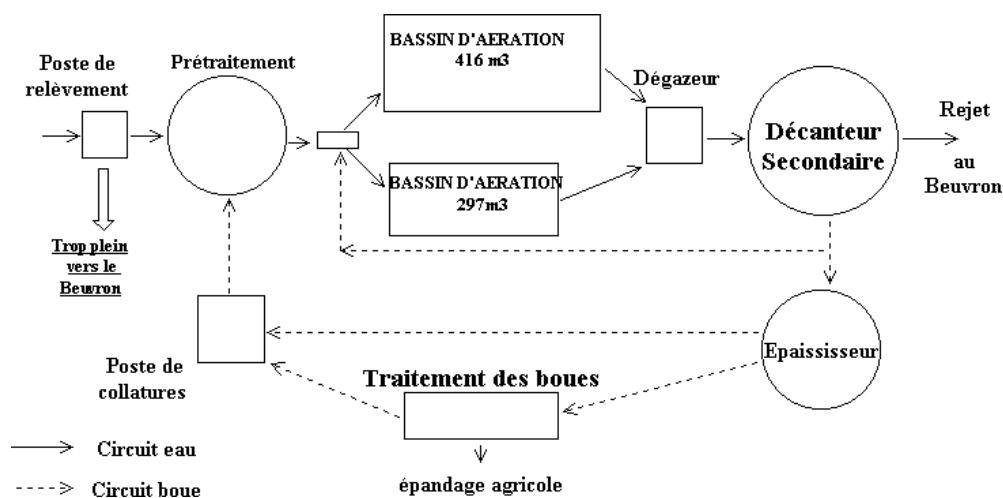 BASSIN D'AERATION
416 m3
Poste de
relèvement
Prétraitement
Dégazeur
Rejet
au
Beuvron
Décanteur
Secondaire
BASSIN D'AERATION
297m3
Trop plein
vers le
Beuvron
Poste de
collatures
Epaississeur
Traitement des boues
Circuit eau
Circuit boue
épandage agricole